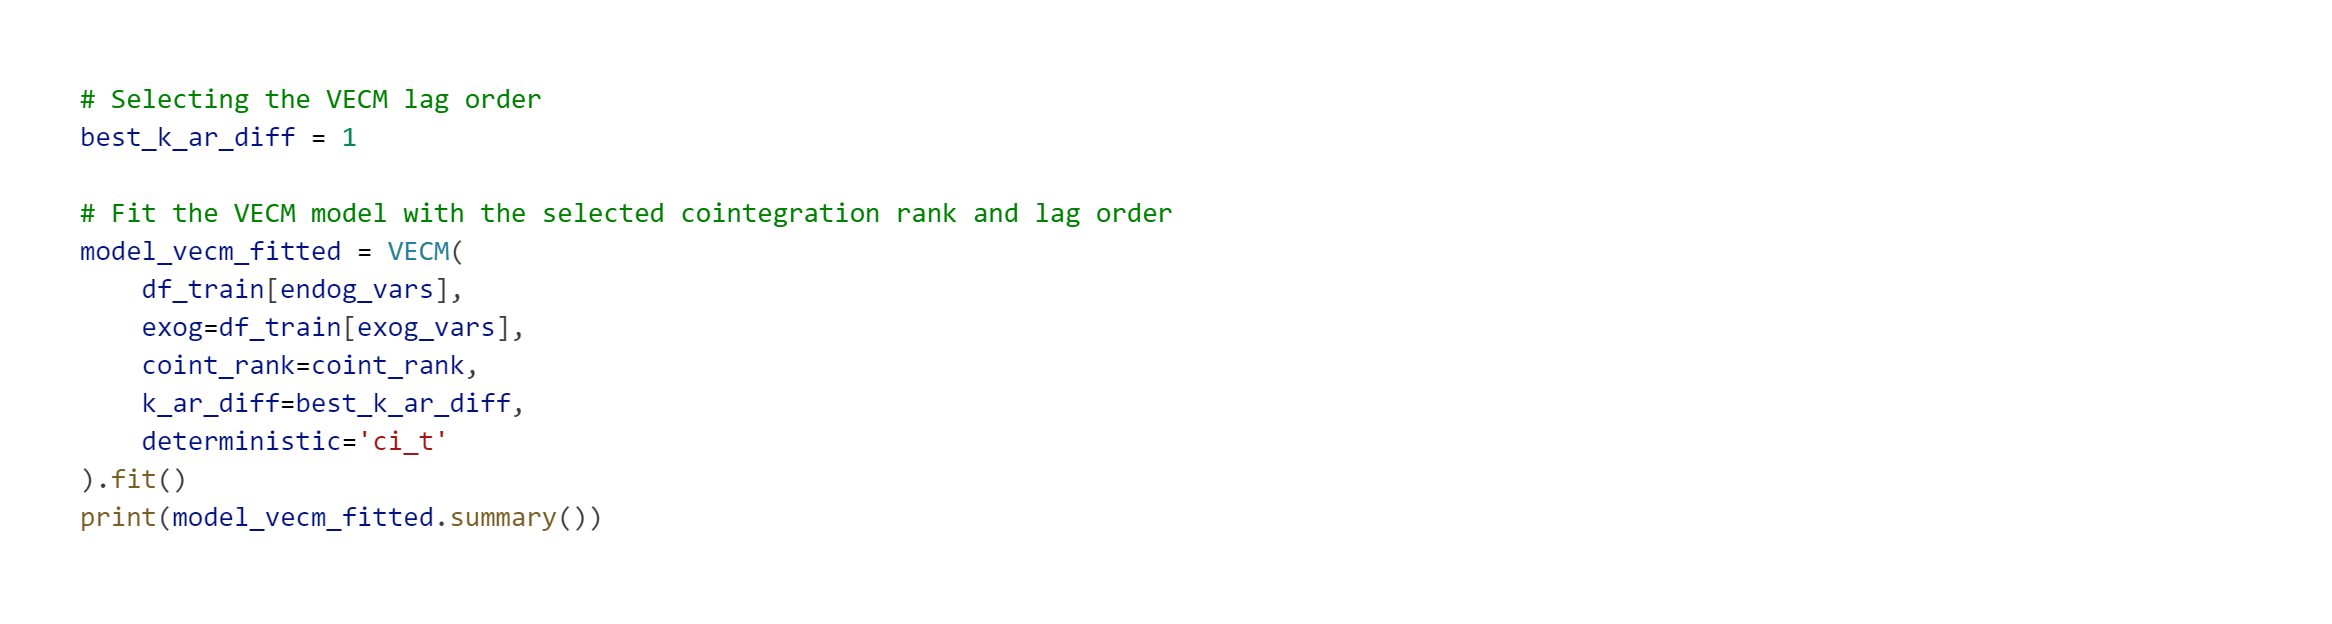 # Selecting the VECM lag order
best_k_ar_diff = 1

# Fit the VECM model with the selected cointegration rank and lag order
model_vecm_fitted = VECM(
    df_train[endog_vars],
    exog=df_train[exog_vars],
    coint_rank=coint_rank,
    k_ar_diff=best_k_ar_diff,
    deterministic='ci_t'
).fit()
print(model_vecm_fitted.summary())